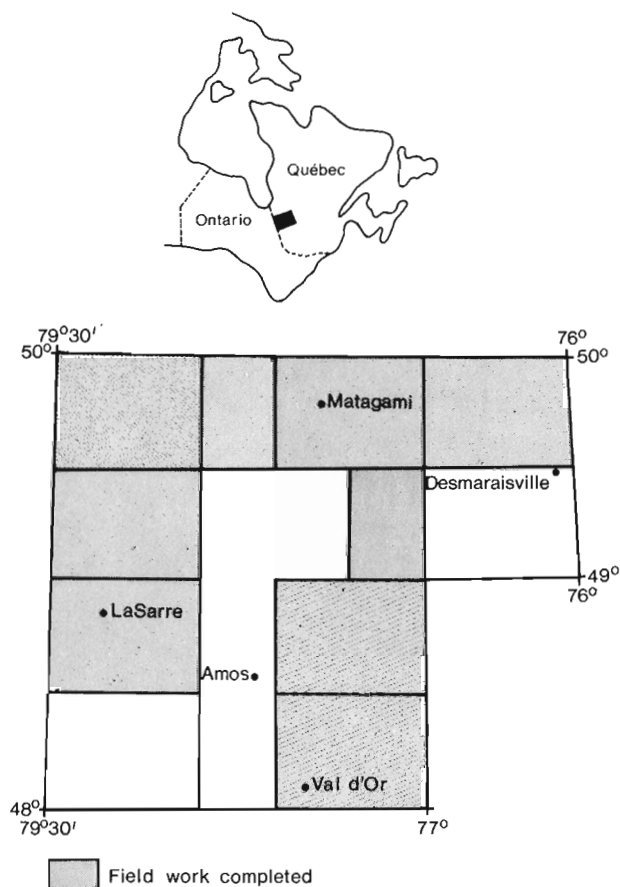 Québec
Ontario
79°30'
76°
50°
50°
Matagami
Desmaraisville
49°
76°
LaSarre
Amos
Val d'Or
48°
79°30'
77°
Field work completed